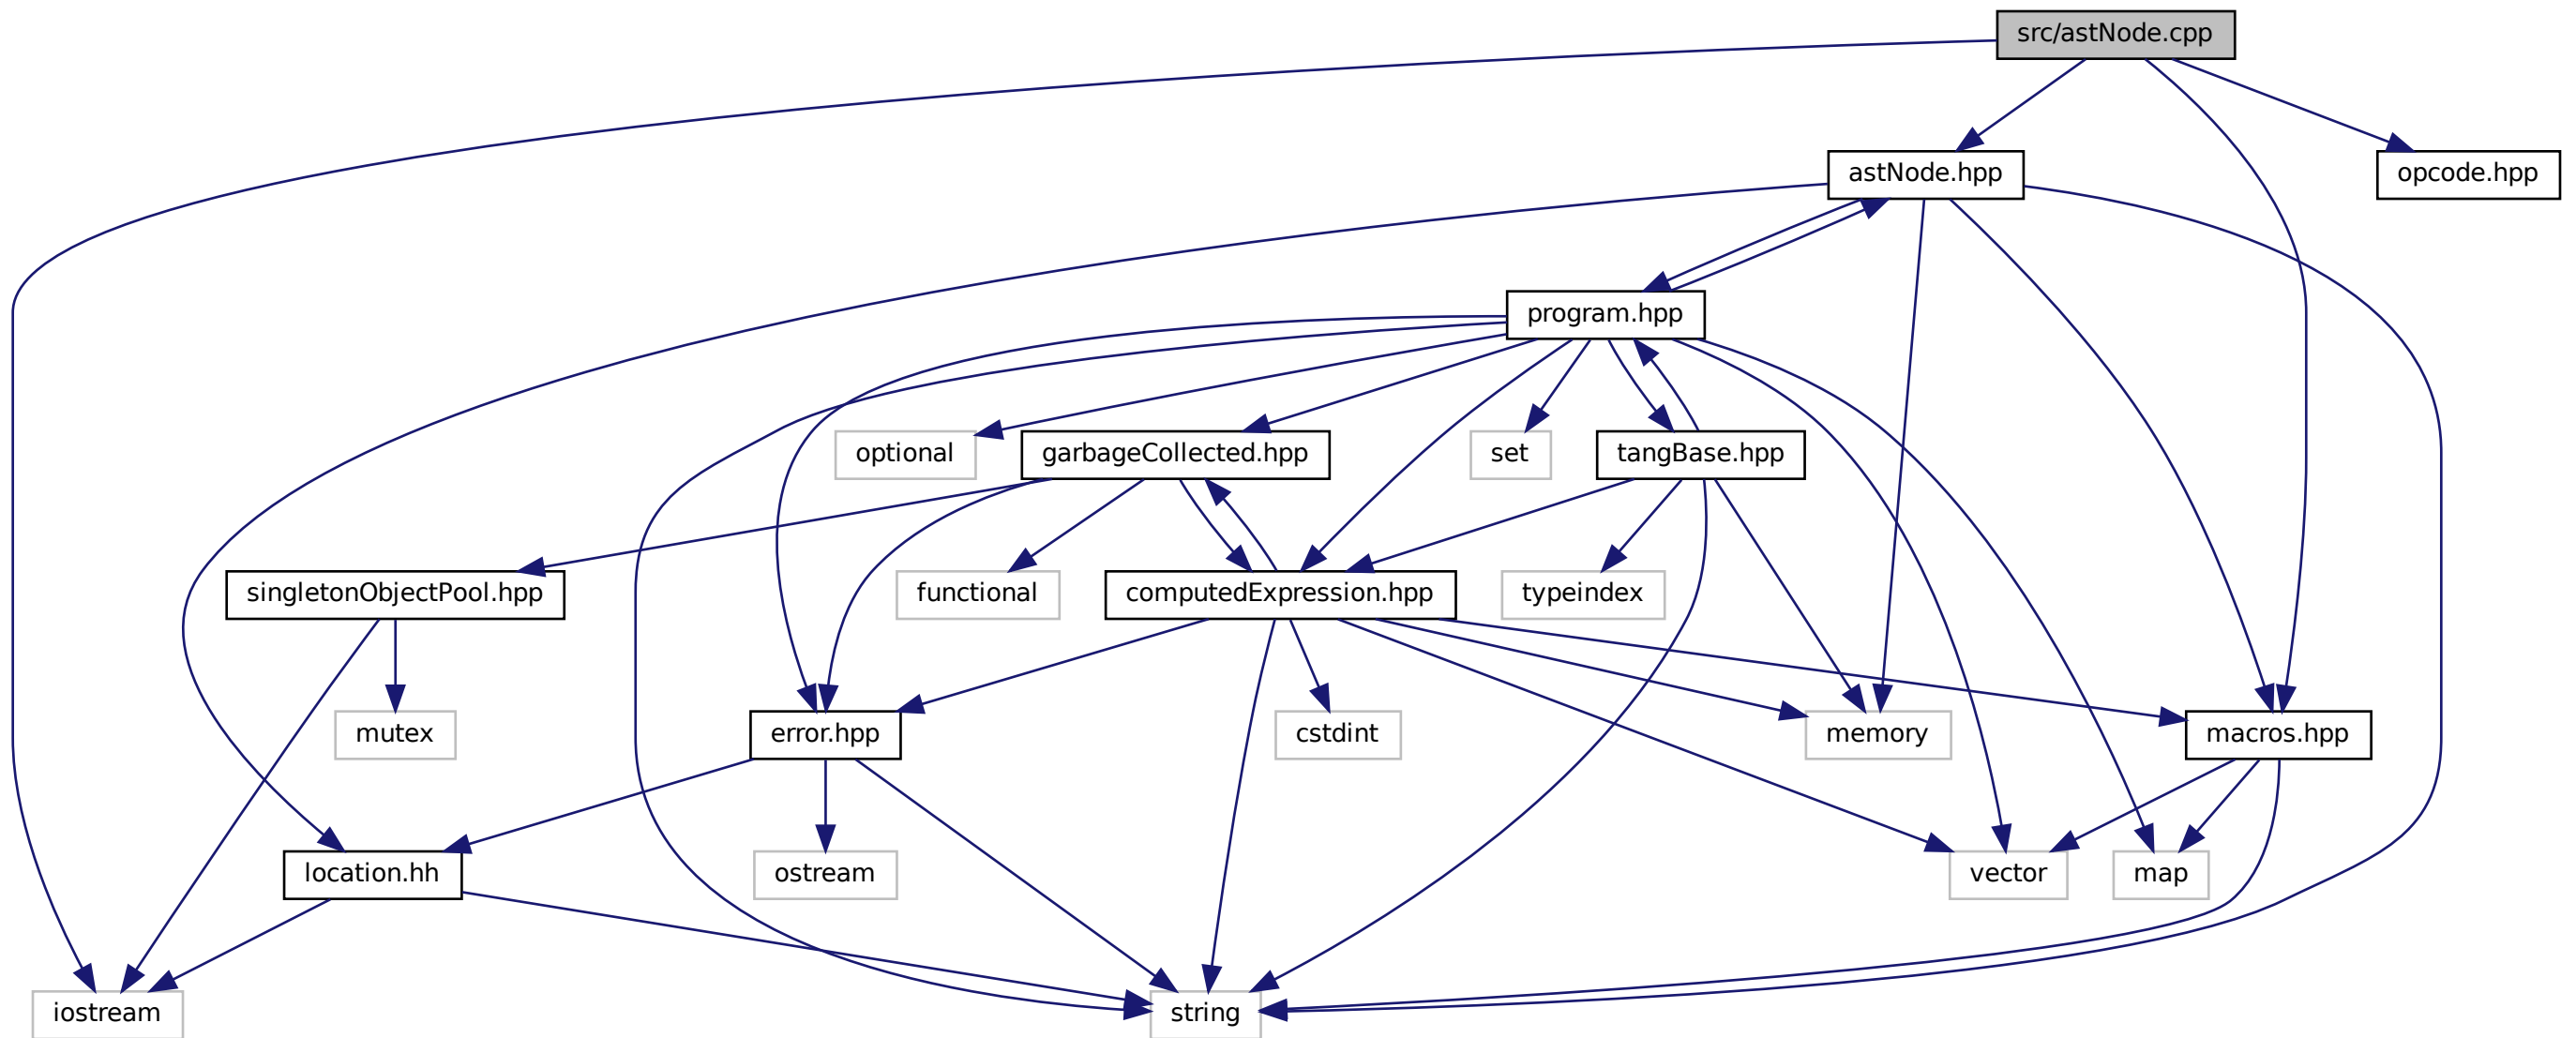 src/astNode.cpp
astNode.hpp
opcode.hpp
program.hpp
optional
garbageCollected.hpp
set
tangBase.hpp
singletonObjectPool.hpp
functional
computedExpression.hpp
typeindex
mutex
error.hpp
cstdint
memory
macros.hpp
location.hh
ostream
vector
map
iostream
string